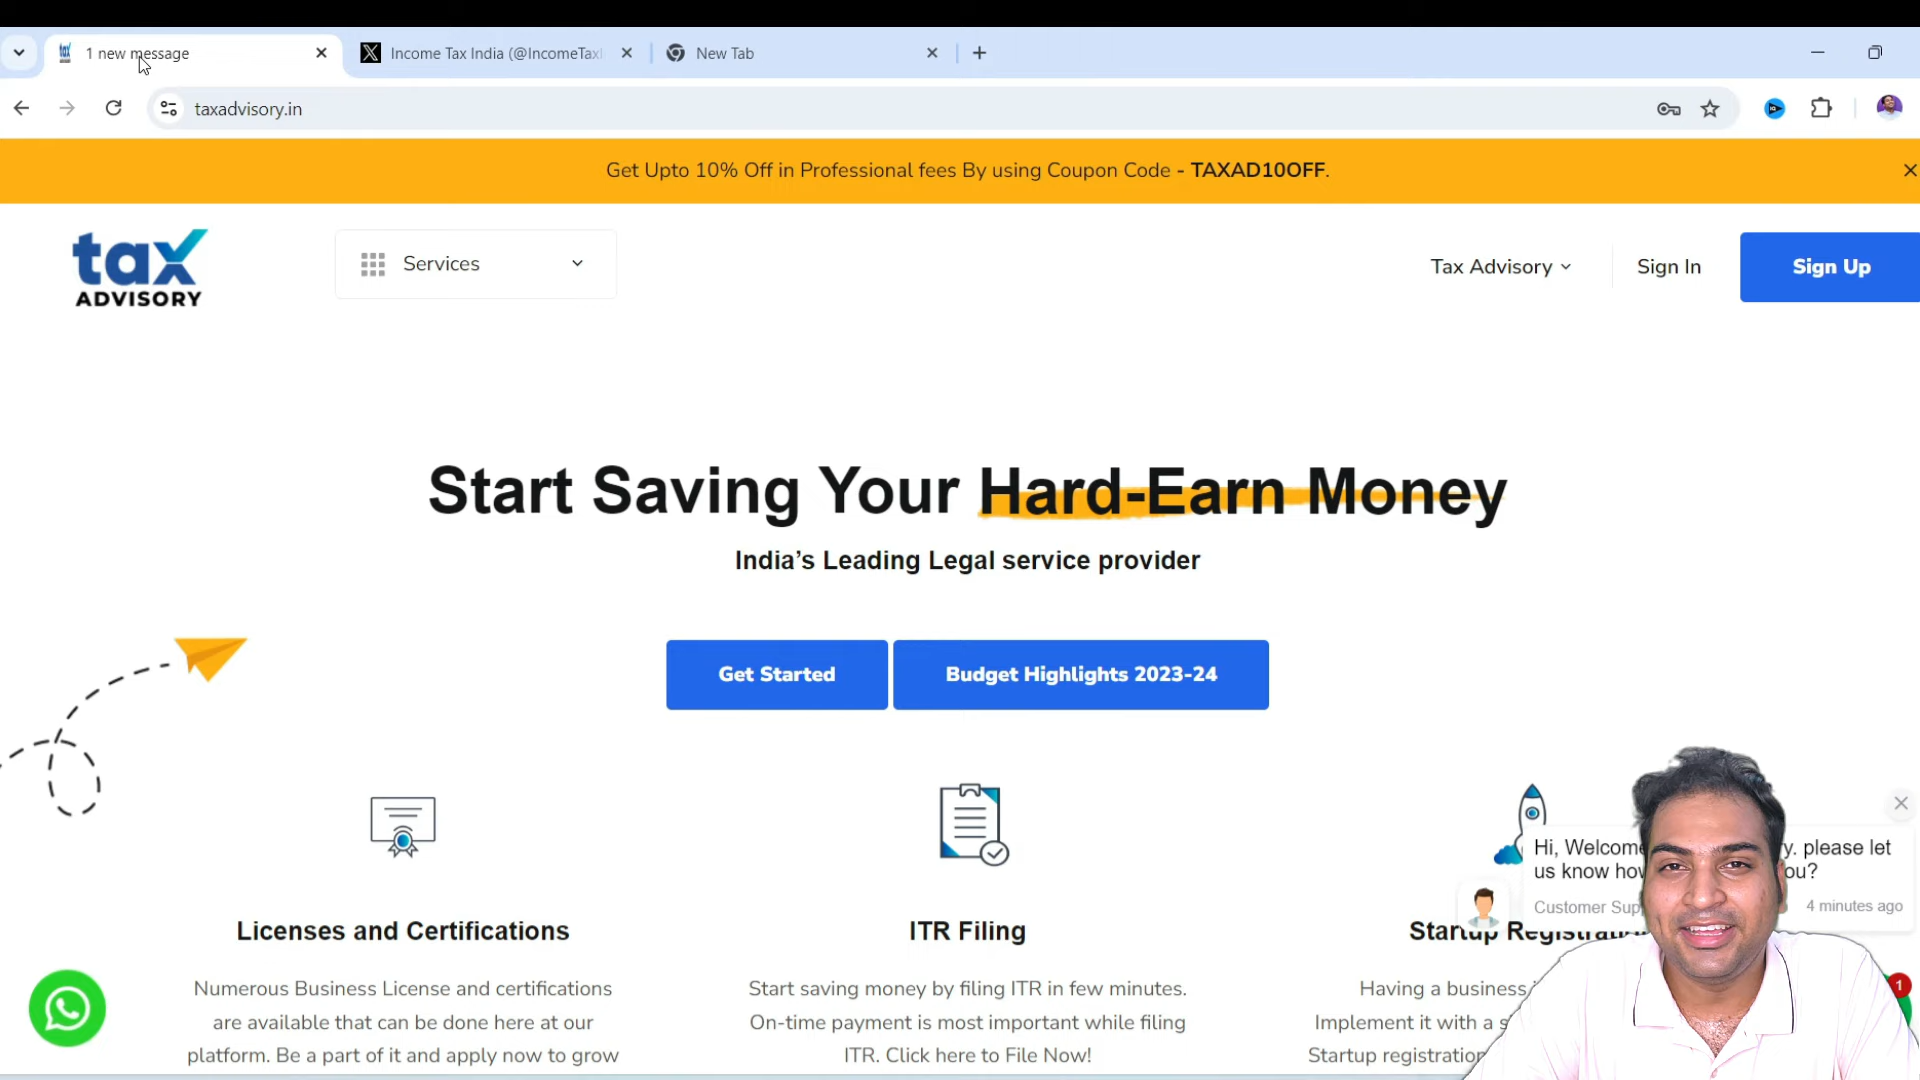 1 new message
Income Tax India (@IncomeTax
New Tab
taxadvisory.in
Get Upto 10% Off in Professional fees By using Coupon Code - TAXAD10OFF.
tax
ADVISORY
Services
Tax Advisory
Sign In
Sign Up
Start Saving Your Hard-Earn Money
India's Leading Legal service provider
Get Started
Budget Highlights 2023-24
Hi, Welcome please let
us know
Customer
4 minutes ago
Licenses and Certifications
ITR Filing
Startup
Numerous Business License and certifications
are available that can be done here at our
platform. Be a part of it and apply now to grow
Start saving money by filing ITR in few minutes.
On-time payment is most important while filing
ITR. Click here to File Now!
Having a business
Implement it with a
Startup registration
1